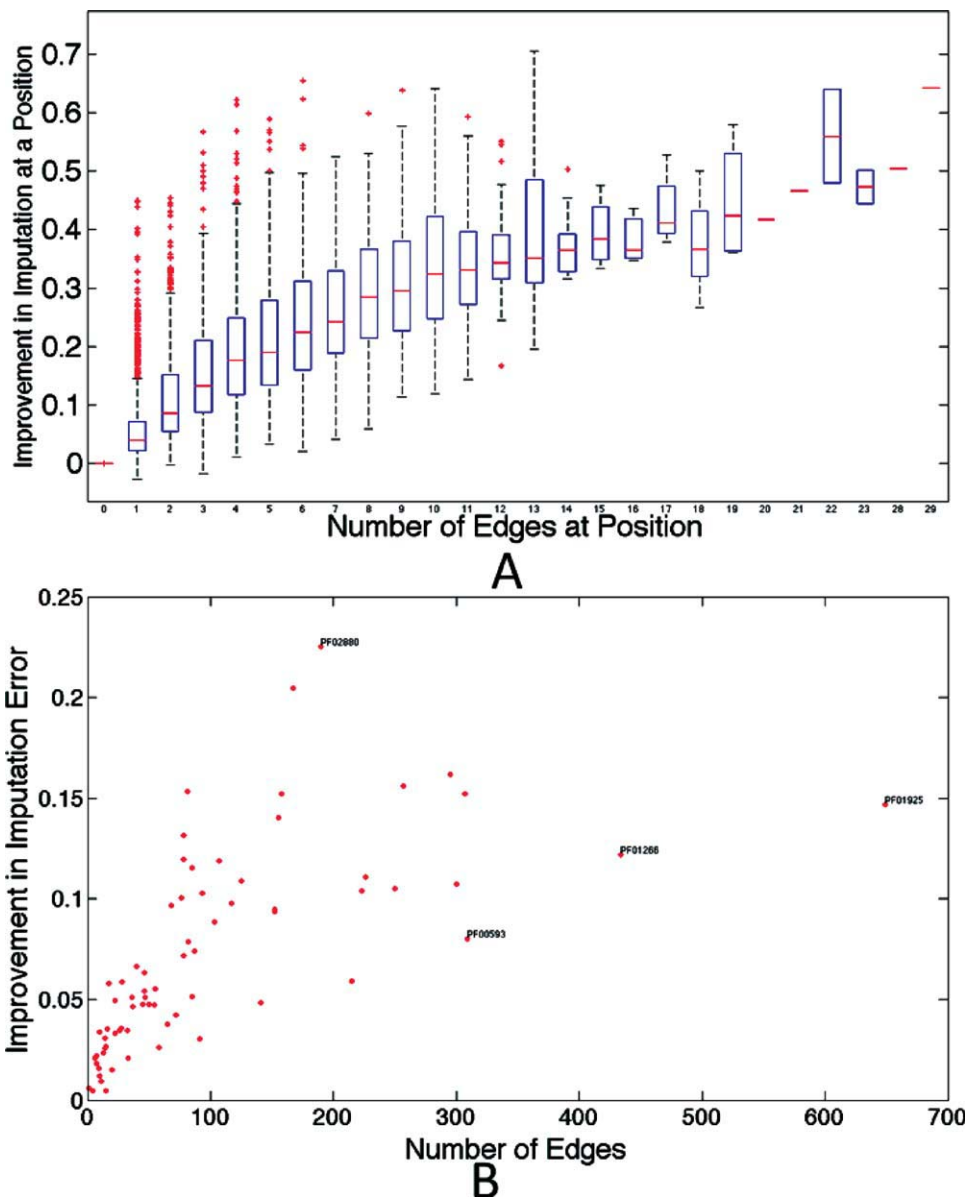 0.7
0.6
0.5
0.4
0.3
0.2
0.1
0
Improvement in Imputation at a Position
0 1 2 3 4 5 6 7 8 9 10 11 12 13 14 15 16 17 18 19 20 21 22 23 28 29
Number of Edges at Position
A
0.25
0.2
0.15
0.1
0.05
0
Improvement in Imputation Error
PF02880
PF01925
PF01266
PF00593
0 100 200 300 400 500 600 700
Number of Edges
B